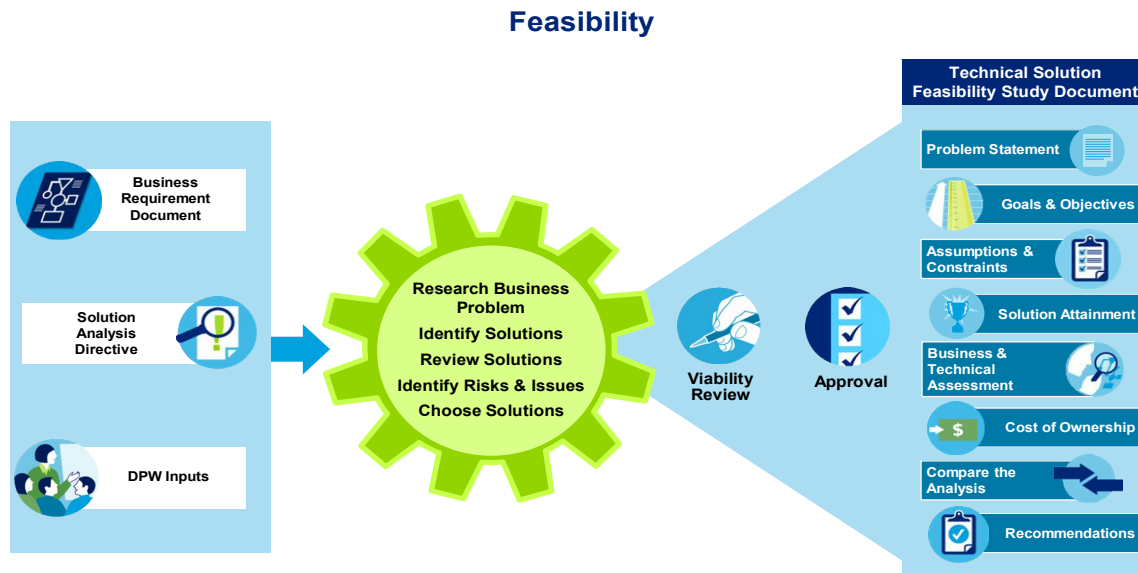 Feasibility
Business
Requirement
Document
Solution
Analysis
Directive
DPW Inputs
Research Business
Problem
Identify Solutions
Review Solutions
Identify Risks & Issues
Choose Solutions
Viability
Review
Approval
Technical Solution
Feasibility Study Document
Problem Statement
Goals & Objectives
Assumptions &
Constraints
Solution Attainment
Business &
Technical
Assessment
$
Cost of Ownership
Compare the
Analysis
Recommendations